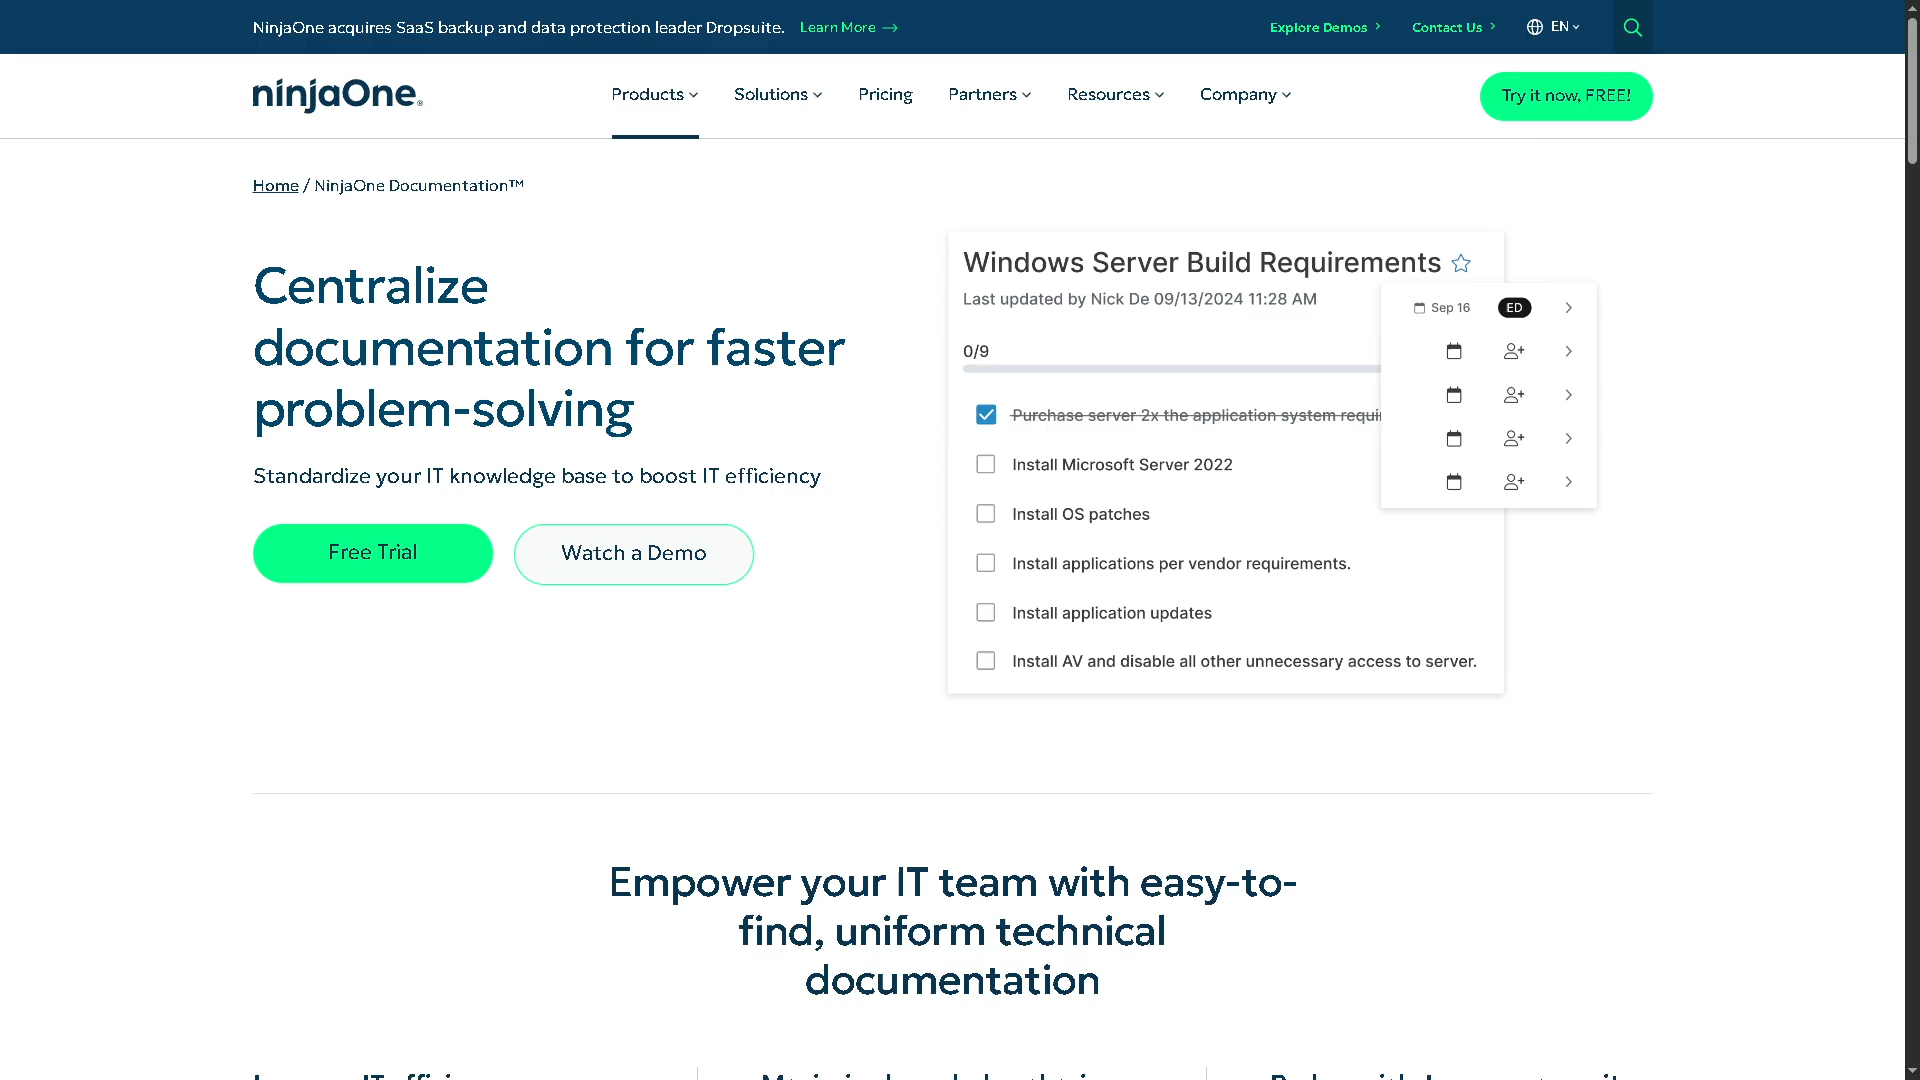 NinjaOne acquires SaaS backup and data protection leader Dropsuite. Learn More →
Explore Demos
Contact Us
EN
ninjaOne®
Products
Solutions
Pricing
Partners
Resources
Company
Try it now, FREE!
Home / NinjaOne Documentation™
Centralize
documentation for faster
problem-solving
Standardize your IT knowledge base to boost IT efficiency
Free Trial
Watch a Demo
Windows Server Build Requirements
Last updated by Nick De 09/13/2024 11:28 AM
0/9
Purchase server 2x the application system
Install Microsoft Server 2022
Install OS patches
Install applications per vendor requirements.
Install application updates
Install AV and disable all other unnecessary access to server.
Sep 16
ED
Empower your IT team with easy-to-
find, uniform technical
documentation